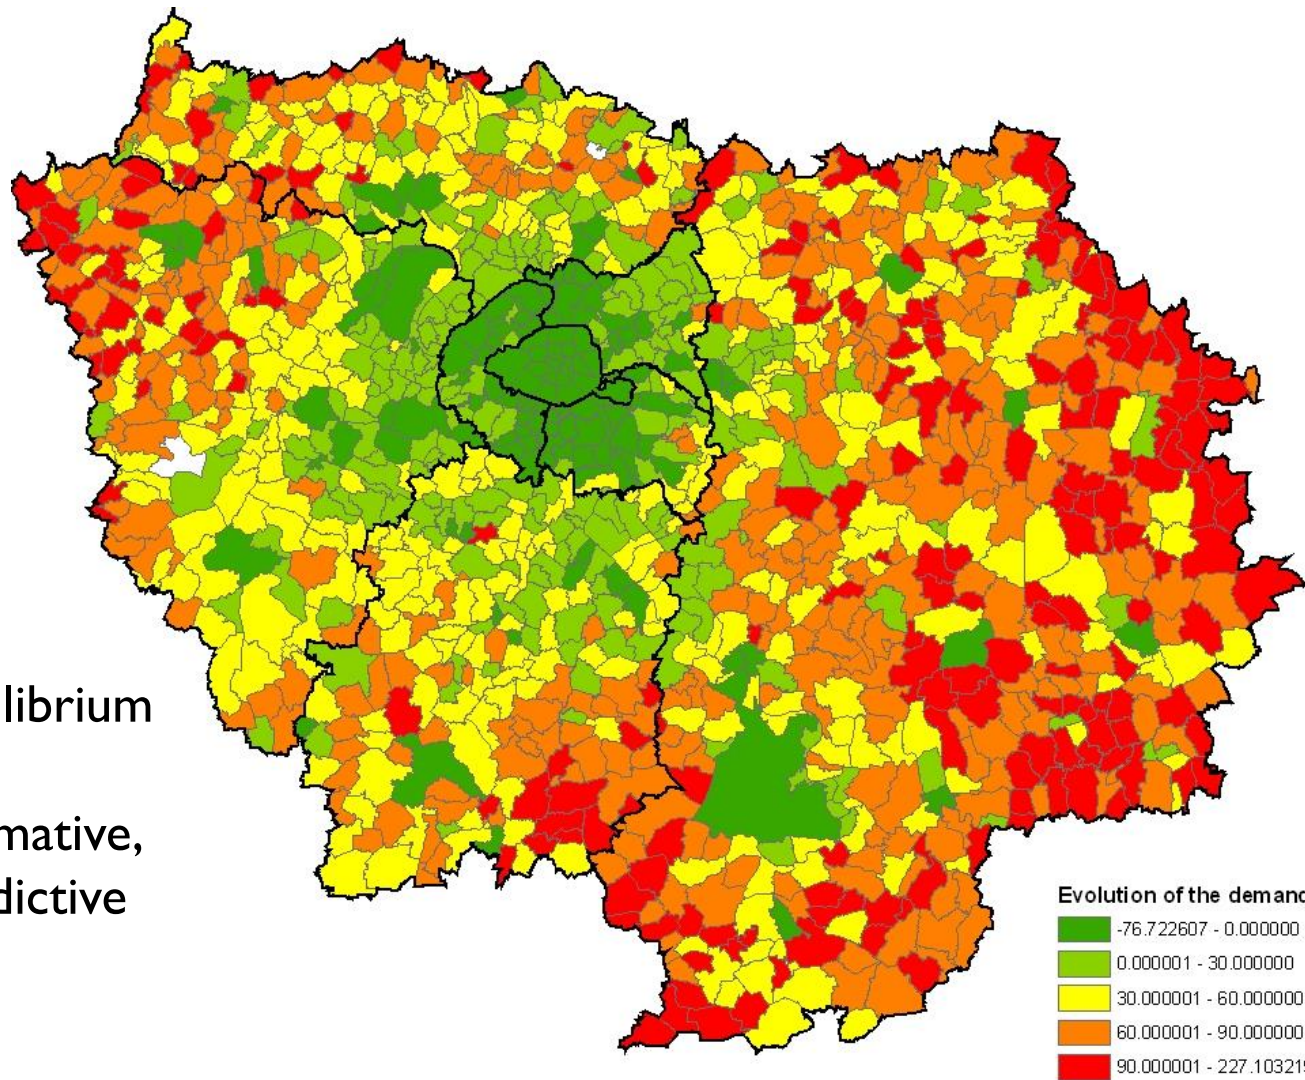 librium
mative,
dictive
Evolution of the demand
-76.722607 - 0.000000
0.000001 - 30.000000
30.000001 - 60.000000
60.000001 - 90.000000
90.000001 - 227.103219